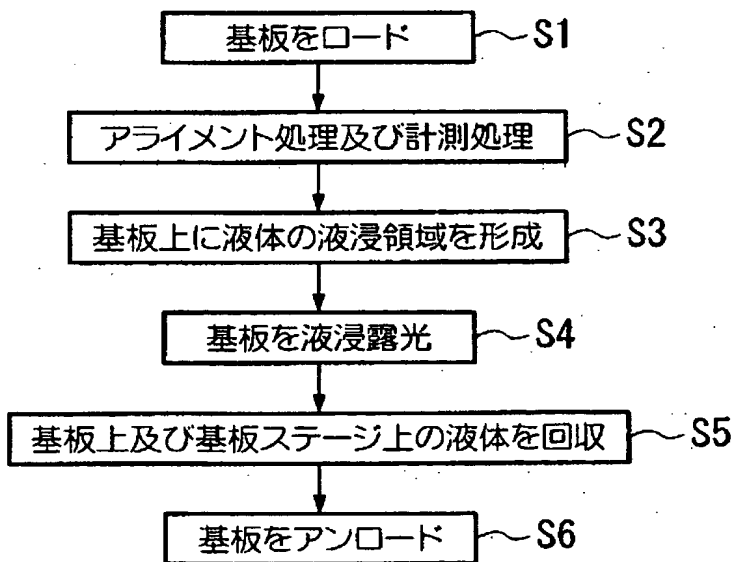 基板をロード S1
アライメント処理及び計測処理 S2
基板上に液体の液浸領域を形成 S3
基板を液浸露光 S4
基板上及び基板ステージ上の液体を回収 S5
基板をアンロード S6